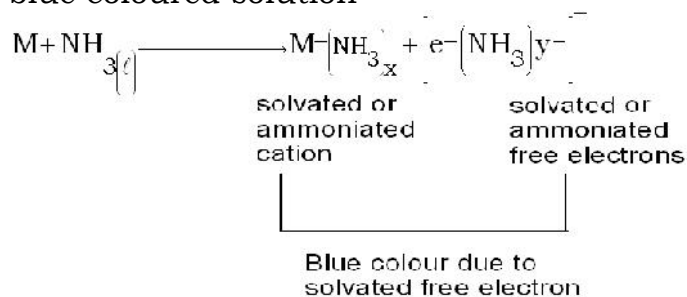 blue coloured solution
M+NH3(ℓ) ⟶ M–(NH3)x + e–(NH3)y–
solvated or solvated or
ammoniated ammoniated
cation free electrons
Blue colour due to
solvated free electron